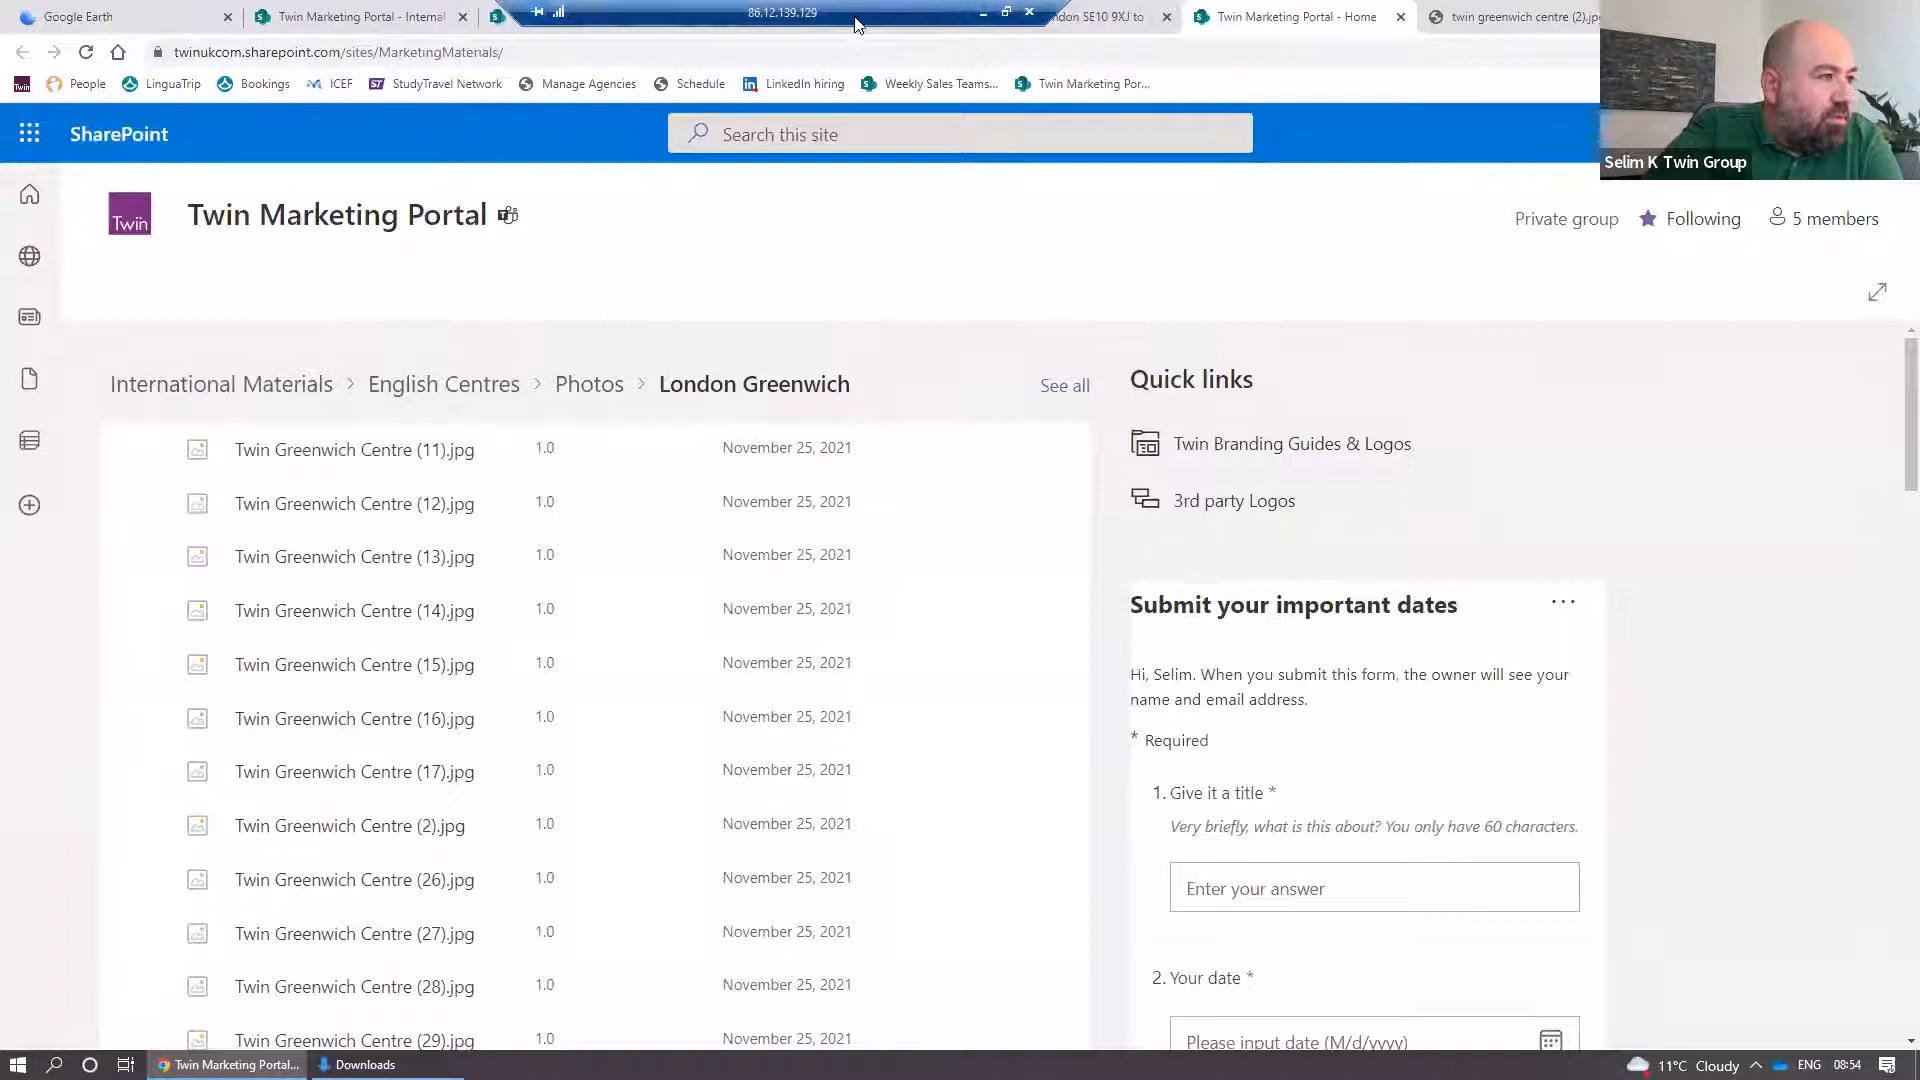 Google Earth
Twin Marketing Portal - Internal
86.12.139.129
ndon SE10 9XJ to
Twin Marketing Portal - Home
twin greenwich centre (2).jp
twinukcom.sharepoint.com/sites/MarketingMaterials/
Twin
People
LinguaTrip
Bookings
ICEF
StudyTravel Network
Manage Agencies
Schedule
LinkedIn hiring
Weekly Sales Teams...
Twin Marketing Por...
SharePoint
Search this site
Selim K Twin Group
Twin
Twin Marketing Portal
Private group
Following
5 members
International Materials > English Centres > Photos > London Greenwich
See all
Twin Greenwich Centre (11).jpg 1.0 November 25, 2021
Twin Greenwich Centre (12).jpg 1.0 November 25, 2021
Twin Greenwich Centre (13).jpg 1.0 November 25, 2021
Twin Greenwich Centre (14).jpg 1.0 November 25, 2021
Twin Greenwich Centre (15).jpg 1.0 November 25, 2021
Twin Greenwich Centre (16).jpg 1.0 November 25, 2021
Twin Greenwich Centre (17).jpg 1.0 November 25, 2021
Twin Greenwich Centre (2).jpg 1.0 November 25, 2021
Twin Greenwich Centre (26).jpg 1.0 November 25, 2021
Twin Greenwich Centre (27).jpg 1.0 November 25, 2021
Twin Greenwich Centre (28).jpg 1.0 November 25, 2021
Twin Greenwich Centre (29).jpg 1.0 November 25, 2021
Quick links
Twin Branding Guides & Logos
3rd party Logos
Submit your important dates
...
Hi, Selim. When you submit this form, the owner will see your
name and email address.
* Required
1. Give it a title *
Very briefly, what is this about? You only have 60 characters.
Enter your answer
2. Your date *
Please input date (M/d/yyyy)
Twin Marketing Portal...
Downloads
11°C Cloudy
ENG
08:54